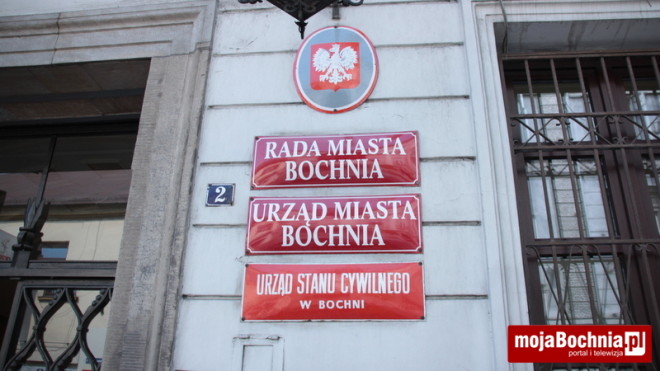 RADA MIASTA
BOCHNIA
2
URZĄD MIASTA
BOCHNIA
URZĄD STANU CYWILNEGO
W BOCHNI
mojaBochnia.pl
portal i telewizja